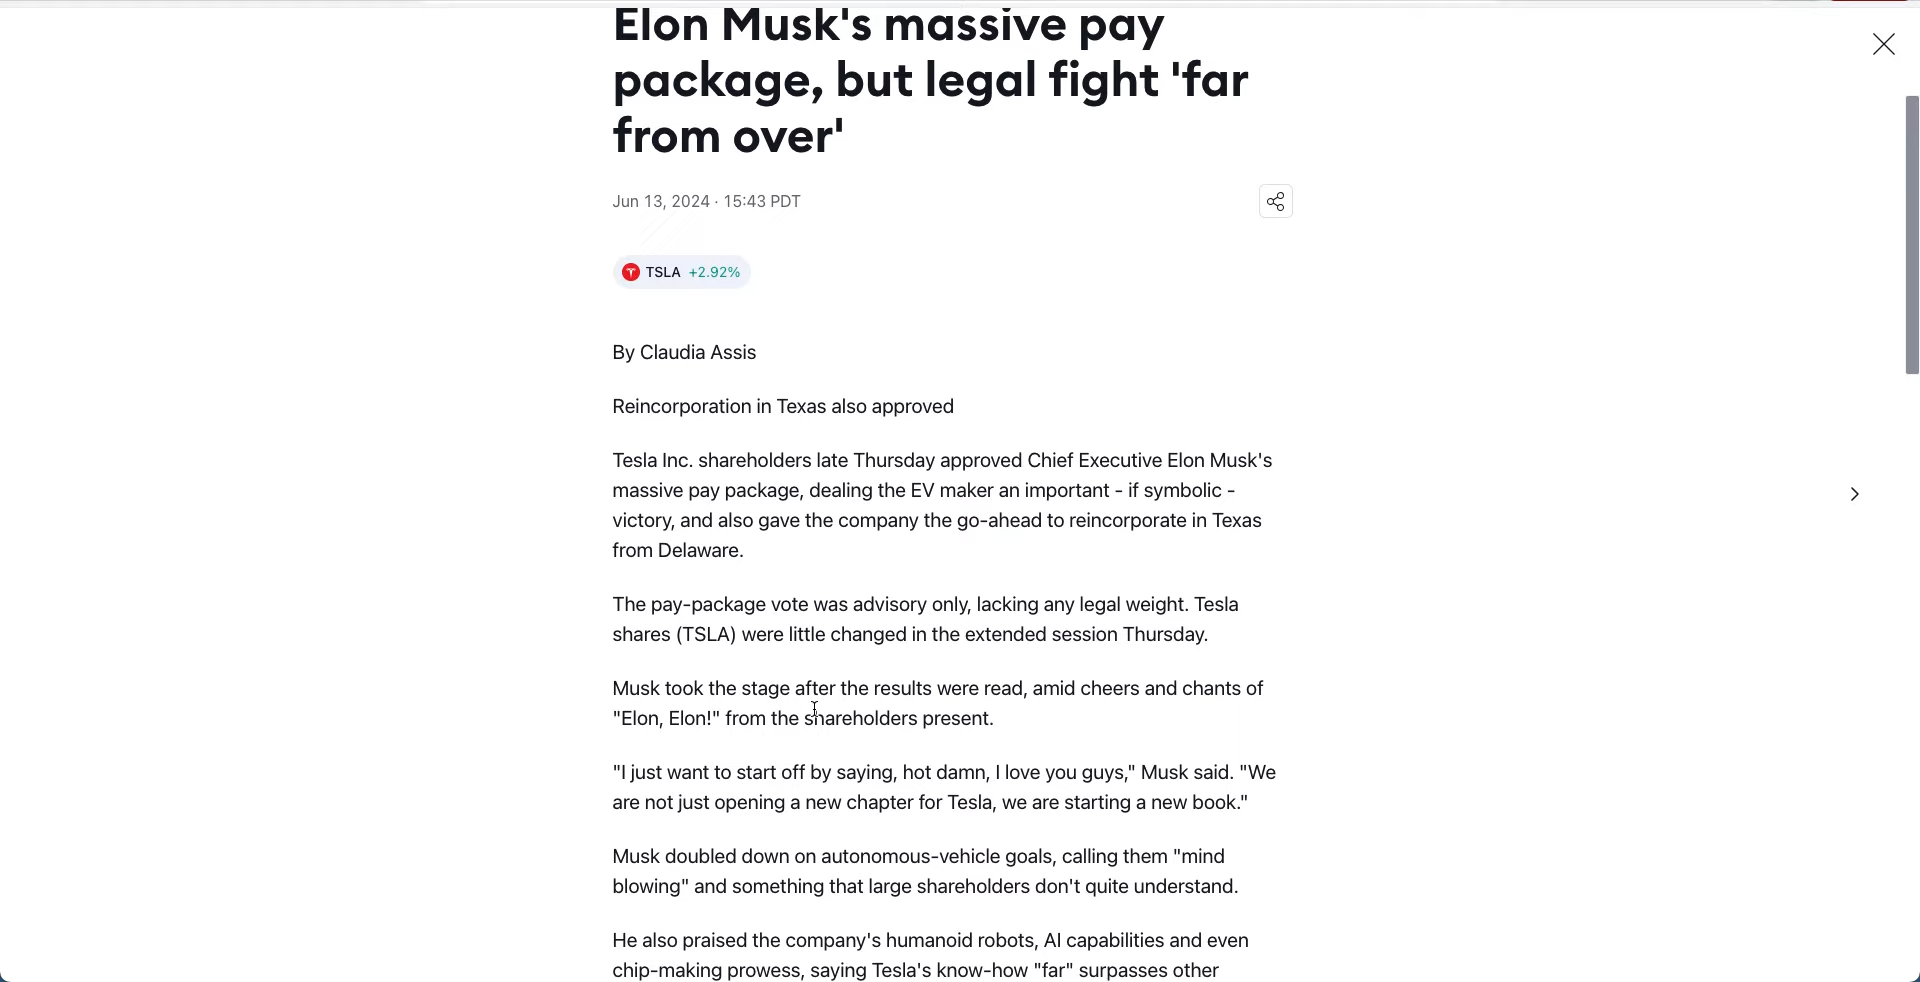 Elon Musk's massive pay
package, but legal fight 'far
from over'
Jun 13, 2024 · 15:43 PDT
TSLA +2.92%
By Claudia Assis
Reincorporation in Texas also approved
Tesla Inc. shareholders late Thursday approved Chief Executive Elon Musk's
massive pay package, dealing the EV maker an important - if symbolic -
victory, and also gave the company the go-ahead to reincorporate in Texas
from Delaware.
The pay-package vote was advisory only, lacking any legal weight. Tesla
shares (TSLA) were little changed in the extended session Thursday.
Musk took the stage after the results were read, amid cheers and chants of
"Elon, Elon!" from the shareholders present.
"I just want to start off by saying, hot damn, I love you guys," Musk said. "We
are not just opening a new chapter for Tesla, we are starting a new book."
Musk doubled down on autonomous-vehicle goals, calling them "mind
blowing" and something that large shareholders don't quite understand.
He also praised the company's humanoid robots, AI capabilities and even
chip-making prowess, saying Tesla's know-how "far" surpasses other